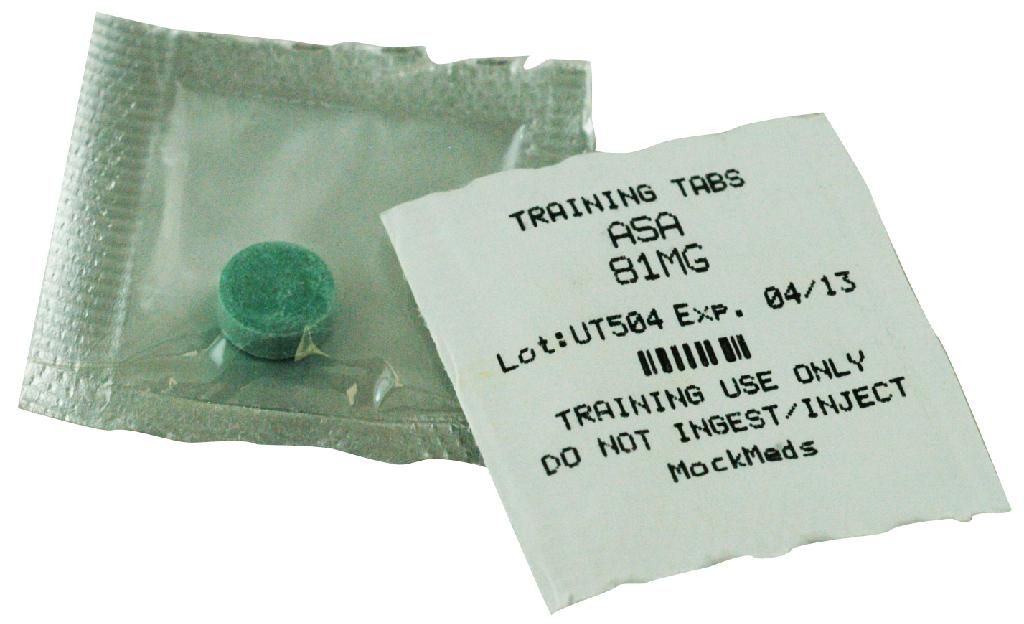 TRAINING TABS
ASA
81MG
Lot:UT504 Exp. 04/13
TRAINING USE ONLY
DO NOT INGEST/INJECT
MockMeds